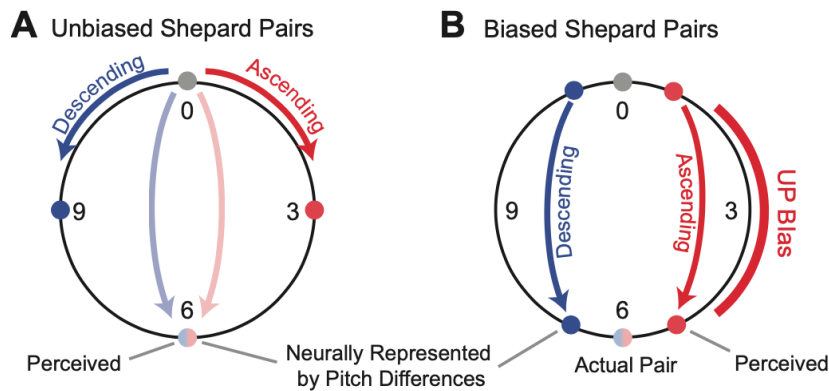 A Unbiased Shepard Pairs
Descending
Ascending
0
9
3
6
Perceived
B Biased Shepard Pairs
0
9
Descending
Ascending
3
UP BIas
6
Neurally Represented
by Pitch Differences
Actual Pair
Perceived